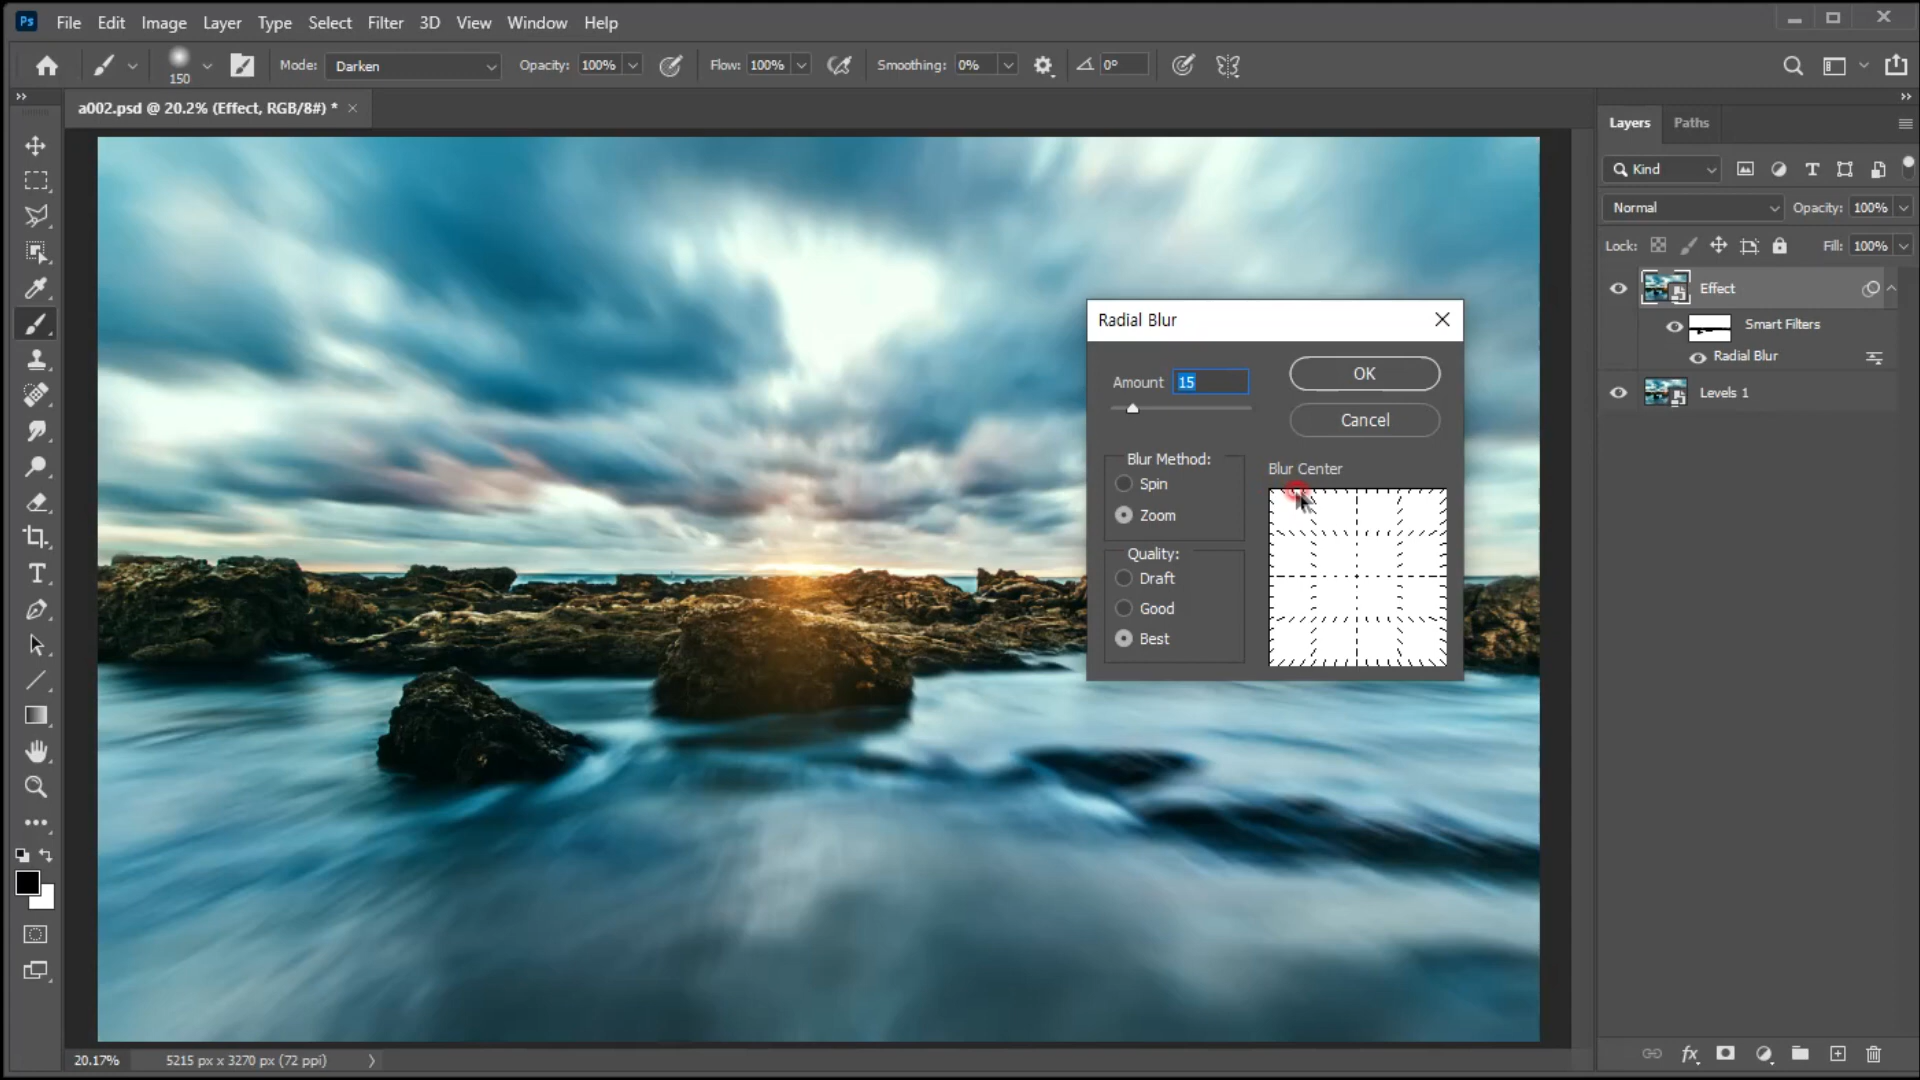 Ps File Edit Image Layer Type Select Filter 3D View Window Help
150 Mode: Darken Opacity: 100% Flow: 100% Smoothing: 0% 0°
a002.psd @ 20.2% (Effect, RGB/8#) *
Layers Paths
Kind
Normal Opacity: 100%
Lock: Fill: 100%
Effect
Smart Filters
Radial Blur
Levels 1
Radial Blur
Amount 15
OK
Cancel
Blur Method:
Spin
Zoom
Quality:
Draft
Good
Best
Blur Center
20.17% 5215 px x 3270 px (72 ppi)